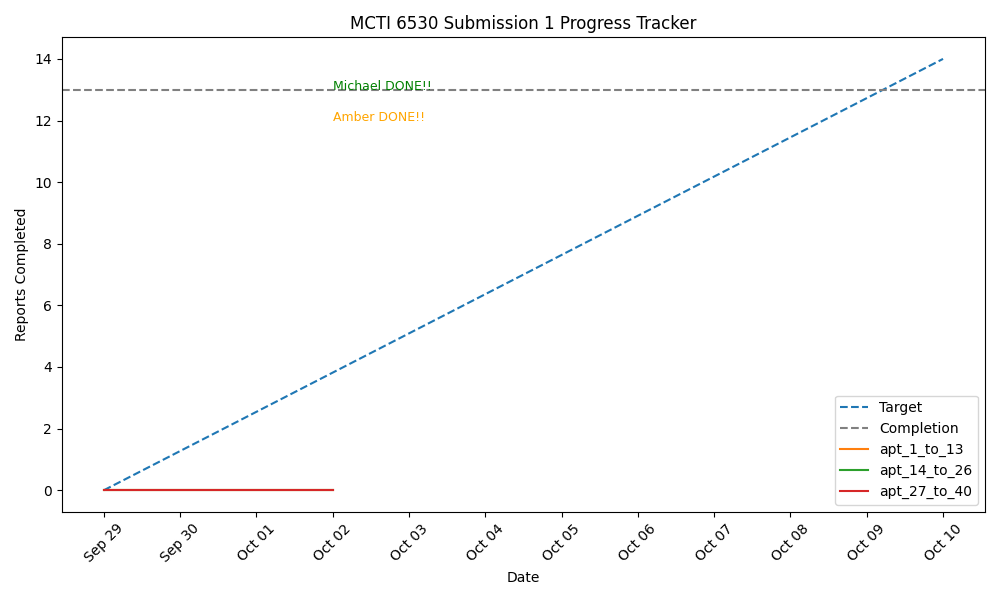 MCTI 6530 Submission 1 Progress Tracker
14
12
10
8
6
4
2
0
Reports Completed
Michael DONE!!
Amber DONE!!
Target
Completion
apt_1_to_13
apt_14_to_26
apt_27_to_40
Sep 29
Sep 30
Oct 01
Oct 02
Oct 03
Oct 04
Oct 05
Oct 06
Oct 07
Oct 08
Oct 09
Oct 10
Date